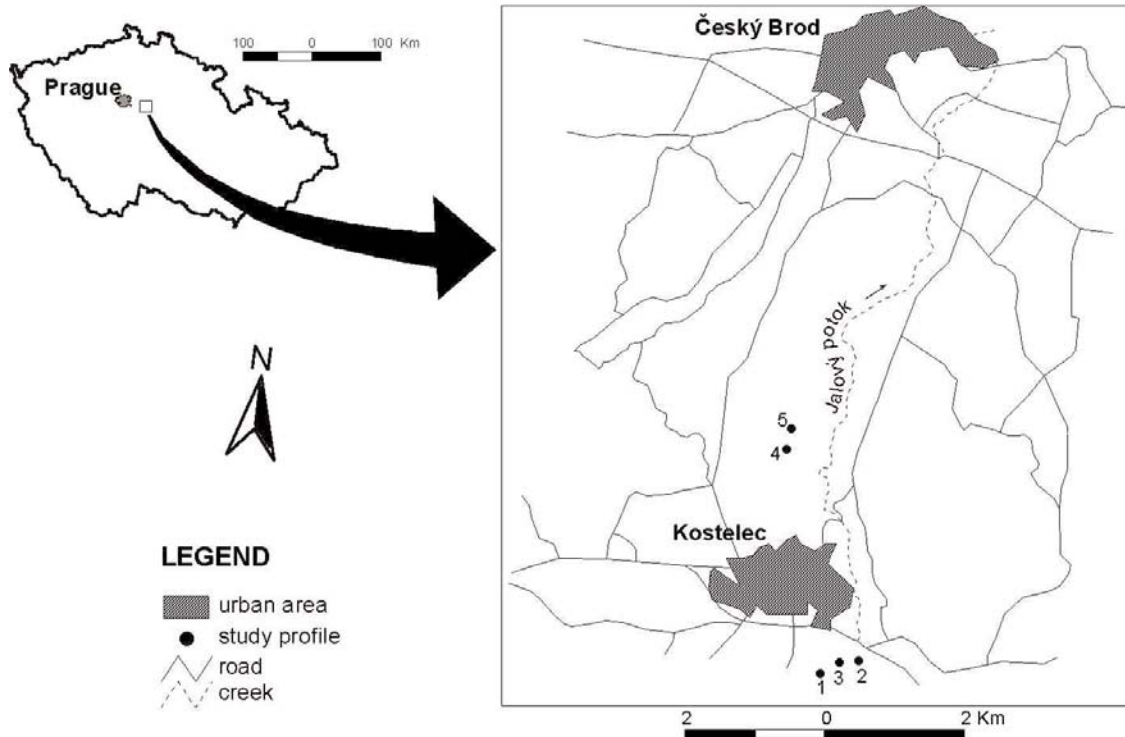 100 0 100 Km
Prague
N
LEGEND
urban area
study profile
road
creek
Český Brod
Jalový potok
5
4
Kostelec
1 3 2
2 0 2 Km